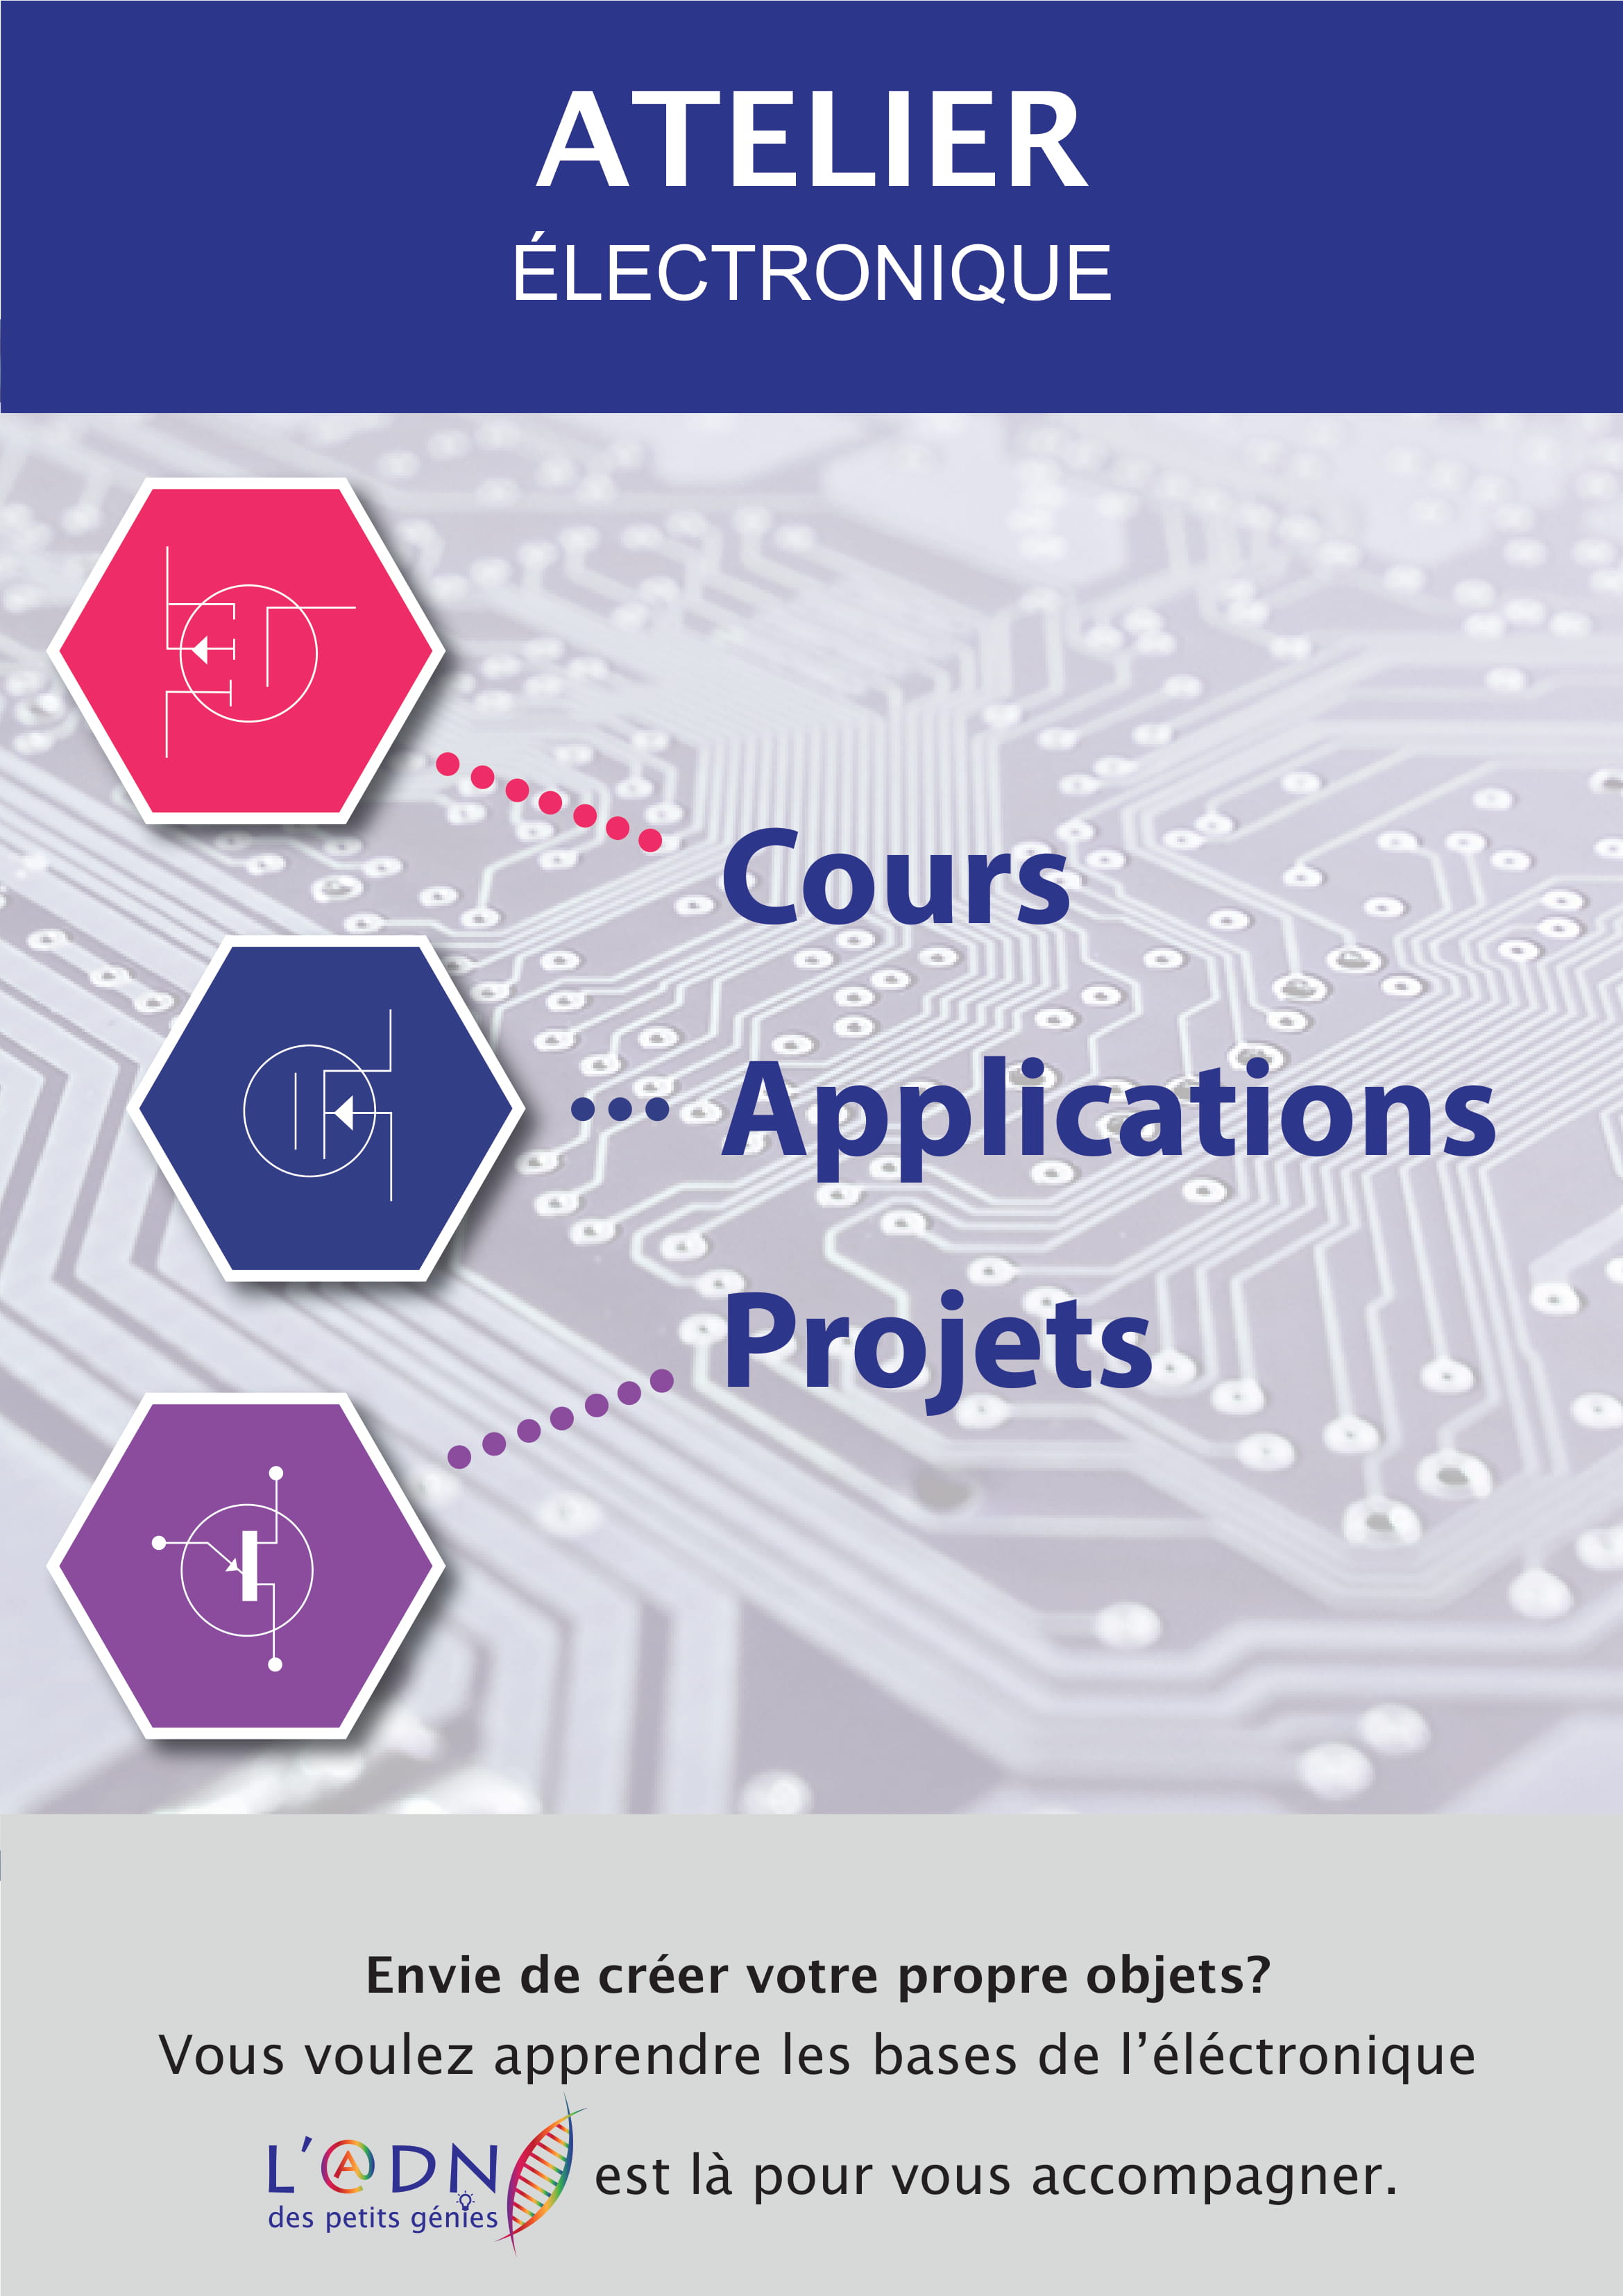 ATELIER
ÉLECTRONIQUE
Cours
Applications
Projets
Envie de créer votre propre objets?
Vous voulez apprendre les bases de l’éléctronique
L’@DN
des petits génies
est là pour vous accompagner.